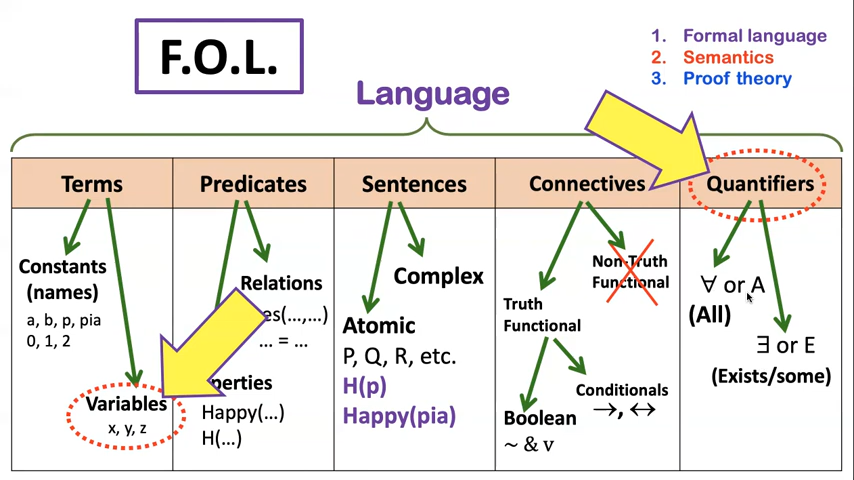 F.O.L.
1. Formal language
2. Semantics
3. Proof theory
Language
Terms
Predicates
Sentences
Connectives
Quantifiers
Constants
(names)
a, b, p, pia
0, 1, 2
Variables
x, y, z
Relations
es(...,...)
... = ...
perties
Happy(...)
H(...)
Complex
Atomic
P, Q, R, etc.
H(p)
Happy(pia)
Non-Truth
Functional
Truth
Functional
Boolean
~ & v
Conditionals
→, ↔
∀ or A
(All)
∃ or E
(Exists/some)